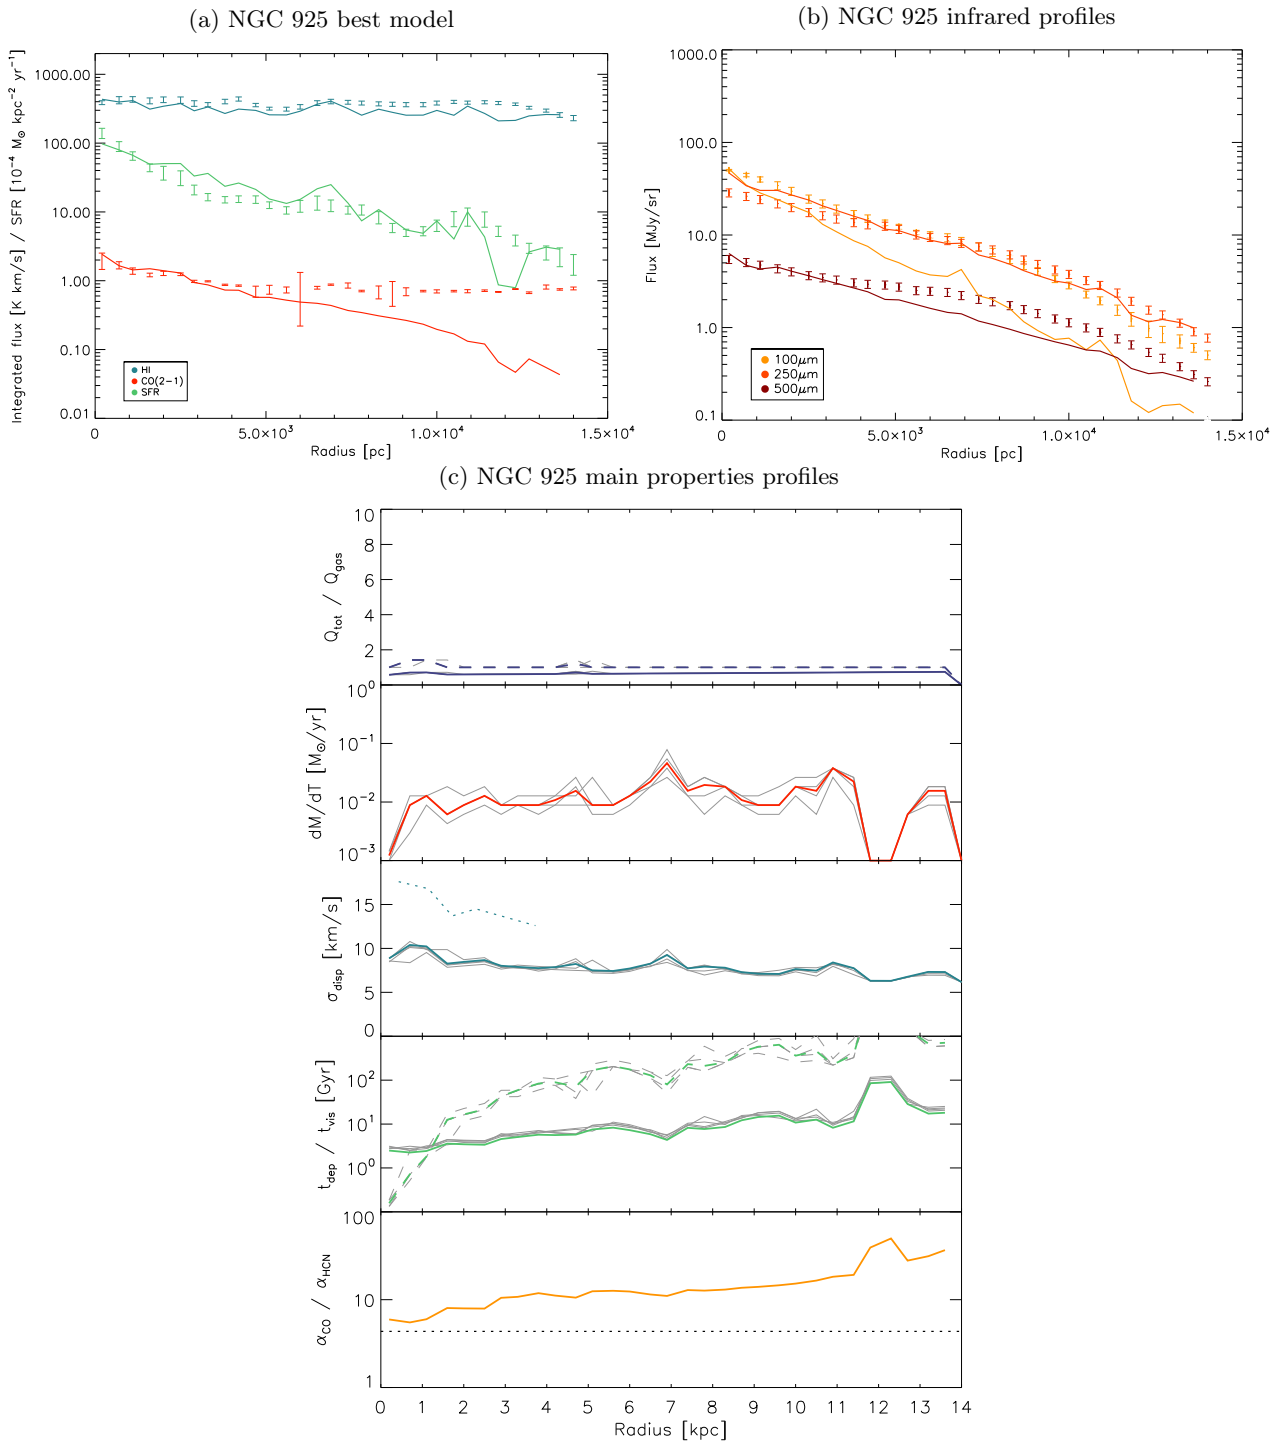 (a) NGC 925 best model
Integrated flux [K km/s] / SFR [10⁻⁴ M⊙ kpc⁻² yr⁻¹]
1000.00
100.00
10.00
1.00
0.10
0.01
HI
CO(2−1)
SFR
0
5.0×10³
1.0×10⁴
1.5×10⁴
Radius [pc]
(b) NGC 925 infrared profiles
Flux [MJy/sr]
1000.0
100.0
10.0
1.0
0.1
100μm
250μm
500μm
0
5.0×10³
1.0×10⁴
1.5×10⁴
Radius [pc]
(c) NGC 925 main properties profiles
Q_tot / Q_gas
10
8
6
4
2
0
dM/dT [M⊙/yr]
10⁰
10⁻¹
10⁻²
10⁻³
σ_disp [km/s]
15
10
5
0
t_dep / t_vis [Gyr]
10²
10¹
10⁰
α_CO / α_HCN
100
10
1
0 1 2 3 4 5 6 7 8 9 10 11 12 13 14
Radius [kpc]